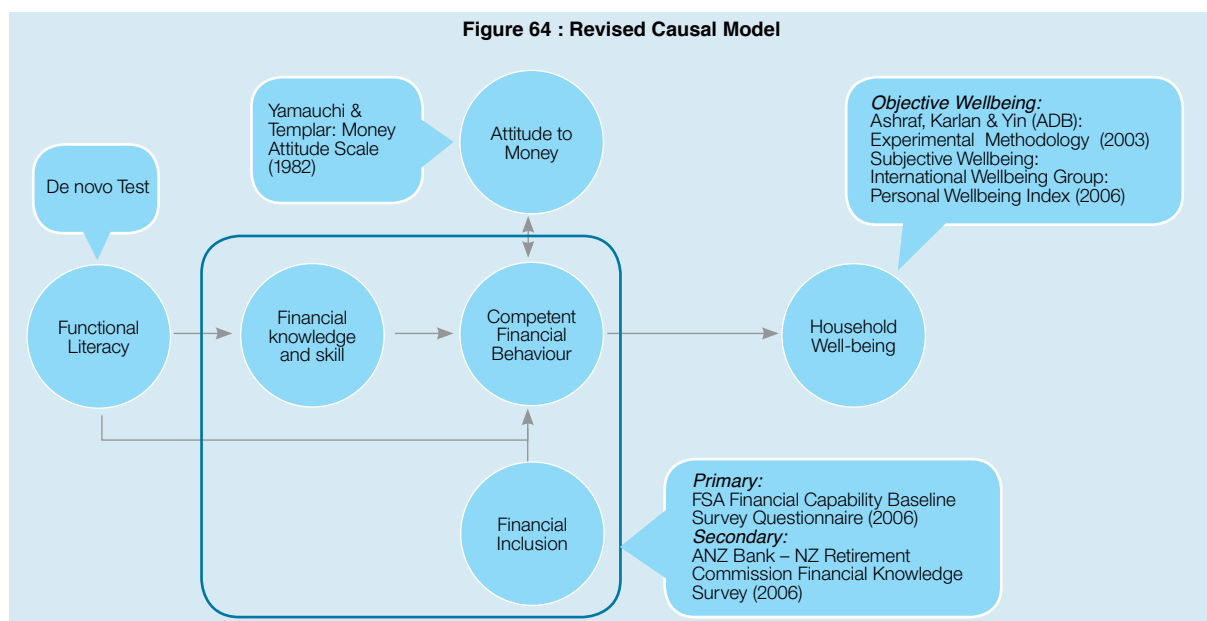 Figure 64 : Revised Causal Model
Yamauchi &
Templar: Money
Attitude Scale
(1982)
Attitude to
Money
Objective Wellbeing:
Ashraf, Karlan & Yin (ADB):
Experimental Methodology (2003)
Subjective Wellbeing:
International Wellbeing Group:
Personal Wellbeing Index (2006)
De novo Test
Functional
Literacy
Financial
knowledge
and skill
Competent
Financial
Behaviour
Household
Well-being
Financial
Inclusion
Primary:
FSA Financial Capability Baseline
Survey Questionnaire (2006)
Secondary:
ANZ Bank – NZ Retirement
Commission Financial Knowledge
Survey (2006)